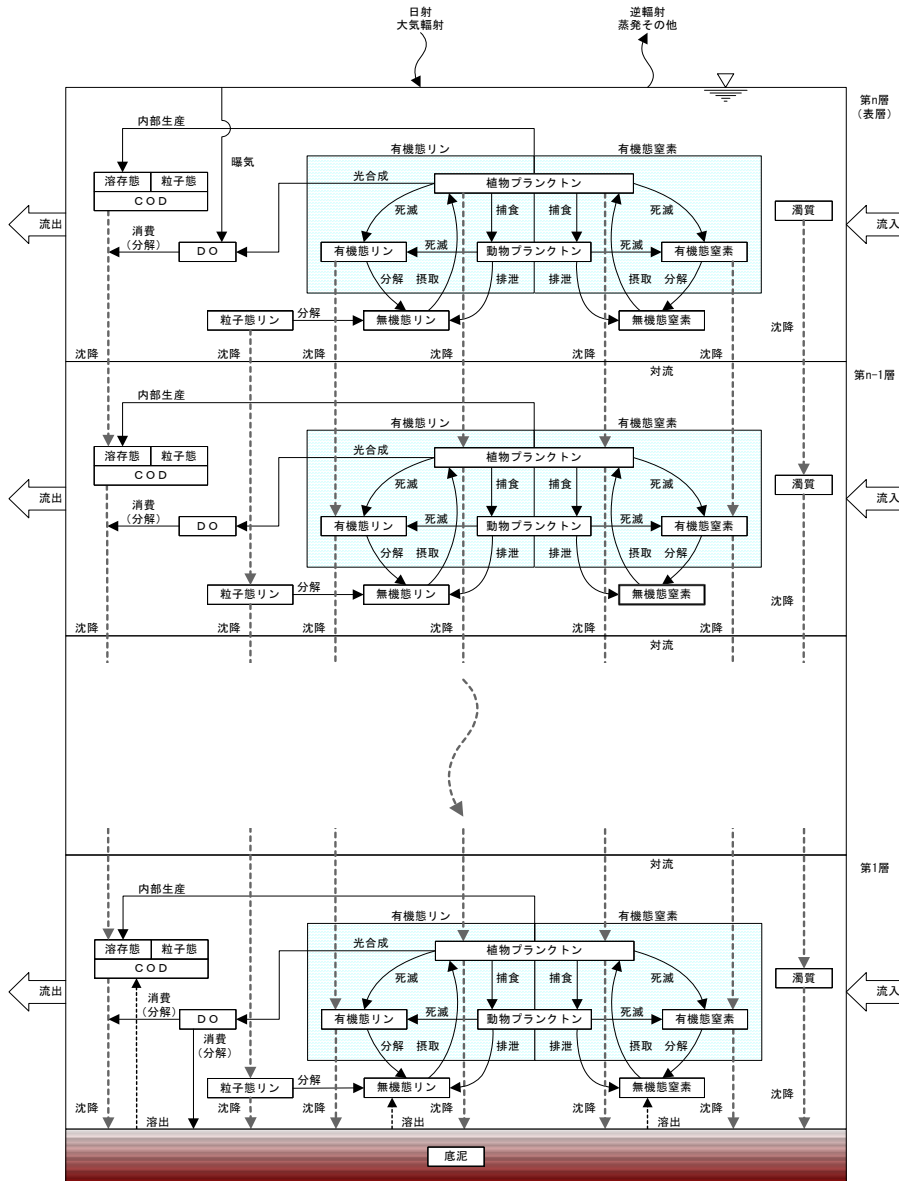 日射
大気輻射
逆輻射
蒸発その他
第n層
（表層）
内部生産
曝気
有機態リン
有機態窒素
溶存態
粒子態
COD
光合成
植物プランクトン
死滅
捕食
捕食
死滅
濁質
流出
流入
消費
（分解）
DO
有機態リン
死滅
動物プランクトン
死滅
有機態窒素
分解
摂取
排泄
排泄
摂取
分解
粒子態リン
分解
無機態リン
無機態窒素
沈降
沈降
沈降
沈降
沈降
沈降
沈降
対流
第n-1層
内部生産
有機態リン
有機態窒素
溶存態
粒子態
COD
光合成
植物プランクトン
死滅
捕食
捕食
死滅
濁質
流出
流入
消費
（分解）
DO
有機態リン
死滅
動物プランクトン
死滅
有機態窒素
分解
摂取
排泄
排泄
摂取
分解
粒子態リン
分解
無機態リン
無機態窒素
沈降
沈降
沈降
沈降
沈降
沈降
沈降
対流
対流
第1層
内部生産
有機態リン
有機態窒素
溶存態
粒子態
COD
光合成
植物プランクトン
死滅
捕食
捕食
死滅
濁質
流出
流入
消費
（分解）
DO
消費
（分解）
有機態リン
死滅
動物プランクトン
死滅
有機態窒素
分解
摂取
排泄
排泄
摂取
分解
粒子態リン
分解
無機態リン
無機態窒素
沈降
沈降
沈降
沈降
沈降
沈降
沈降
溶出
溶出
溶出
底泥